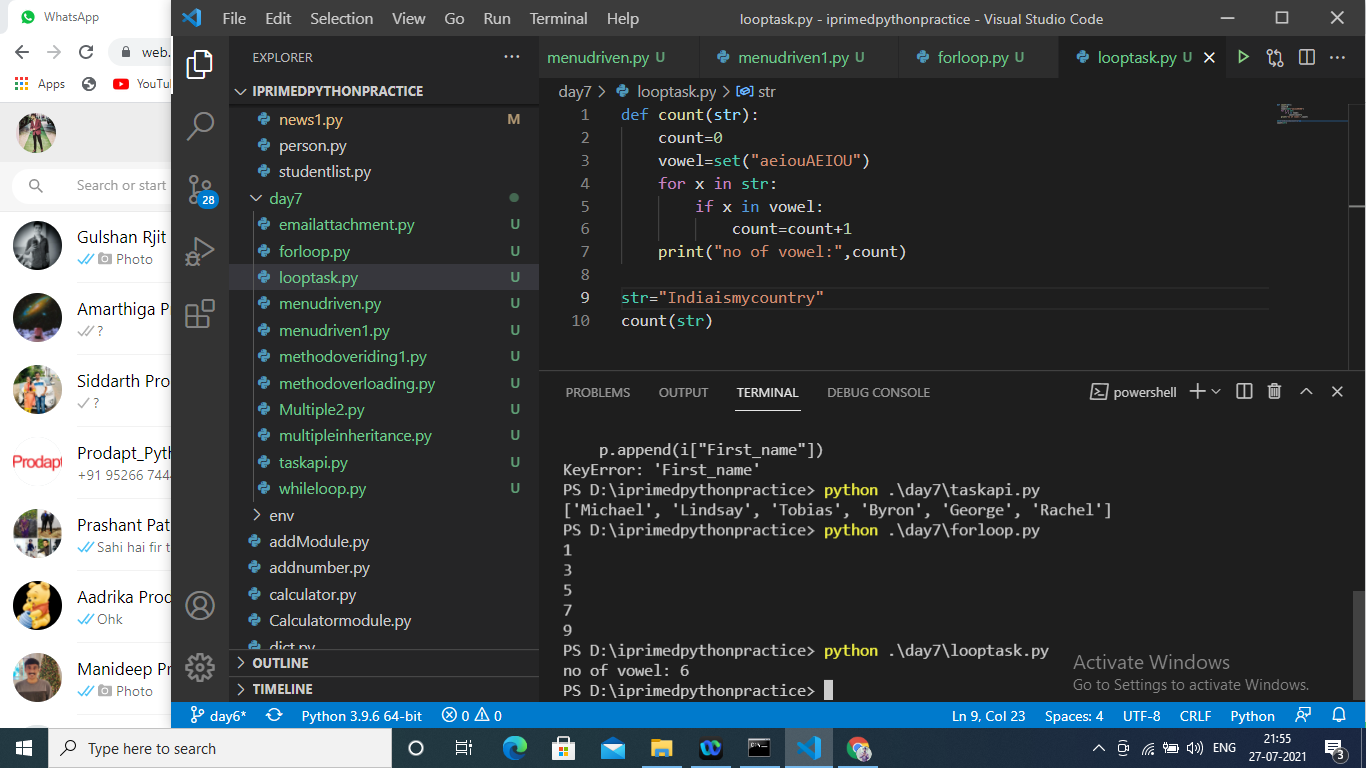 WhatsApp
web.
Apps
YouTu
Search or start
Gulshan Rjit
Photo
Amarthiga P
?
Siddarth Pro
?
Prodapt
Prodapt_Pyth
+91 95266 744
Prashant Pat
Sahi hai fir t
Aadrika Proc
Ohk
Manideep Pr
Photo
File Edit Selection View Go Run Terminal Help
looptask.py - iprimedpythonpractice - Visual Studio Code
EXPLORER
IPRIMEDPYTHONPRACTICE
news1.py M
person.py
studentlist.py
day7
emailattachment.py U
forloop.py U
looptask.py U
menudriven.py U
menudriven1.py U
methodoveriding1.py U
methodoverloading.py U
Multiple2.py U
multipleinheritance.py U
taskapi.py U
whileloop.py U
env
addModule.py
addnumber.py
calculator.py
Calculatormodule.py
dict.py
OUTLINE
TIMELINE
28
menudriven.py U menudriven1.py U forloop.py U looptask.py U
day7 > looptask.py > str
1 def count(str):
2 count=0
3 vowel=set("aeiouAEIOU")
4 for x in str:
5 if x in vowel:
6 count=count+1
7 print("no of vowel:",count)
8
9 str="Indiaismycountry"
10 count(str)
PROBLEMS OUTPUT TERMINAL DEBUG CONSOLE
powershell
p.append(i["First_name"])
KeyError: 'First_name'
PS D:\iprimedpythonpractice> python .\day7\taskapi.py
['Michael', 'Lindsay', 'Tobias', 'Byron', 'George', 'Rachel']
PS D:\iprimedpythonpractice> python .\day7\forloop.py
1
3
5
7
9
PS D:\iprimedpythonpractice> python .\day7\looptask.py
no of vowel: 6
PS D:\iprimedpythonpractice>
Activate Windows
Go to Settings to activate Windows.
day6* Python 3.9.6 64-bit 0 0 Ln 9, Col 23 Spaces: 4 UTF-8 CRLF Python
Type here to search
ENG
21:55
27-07-2021
3